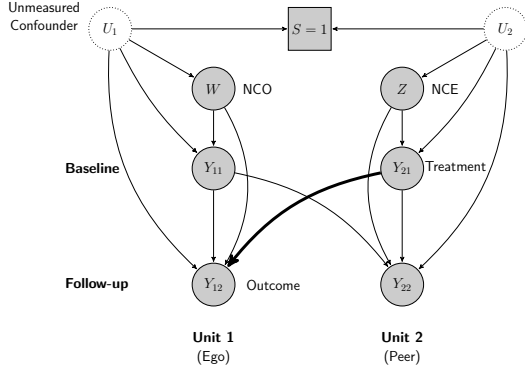 Unmeasured
Confounder
U₁
S = 1
U₂
W
NCO
Z
NCE
Baseline
Y₁₁
Y₂₁
Treatment
Follow-up
Y₁₂
Outcome
Y₂₂
Unit 1
(Ego)
Unit 2
(Peer)